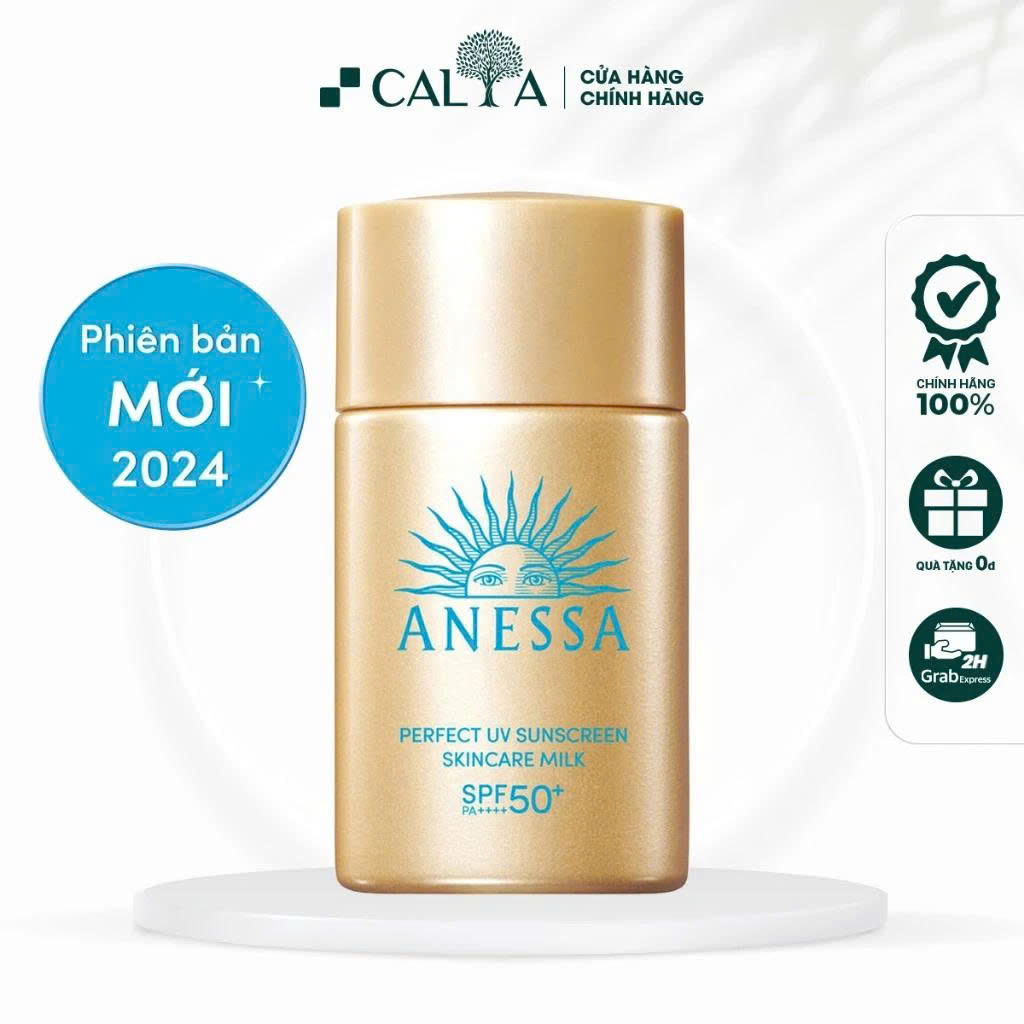 CALYA
CỬA HÀNG
CHÍNH HÃNG
Phiên bản
MỚI
2024
ANESSA
PERFECT UV SUNSCREEN
SKINCARE MILK
SPF50+
PA++++
CHÍNH HÃNG
100%
QUÀ TẶNG 0đ
2H
Grab Express